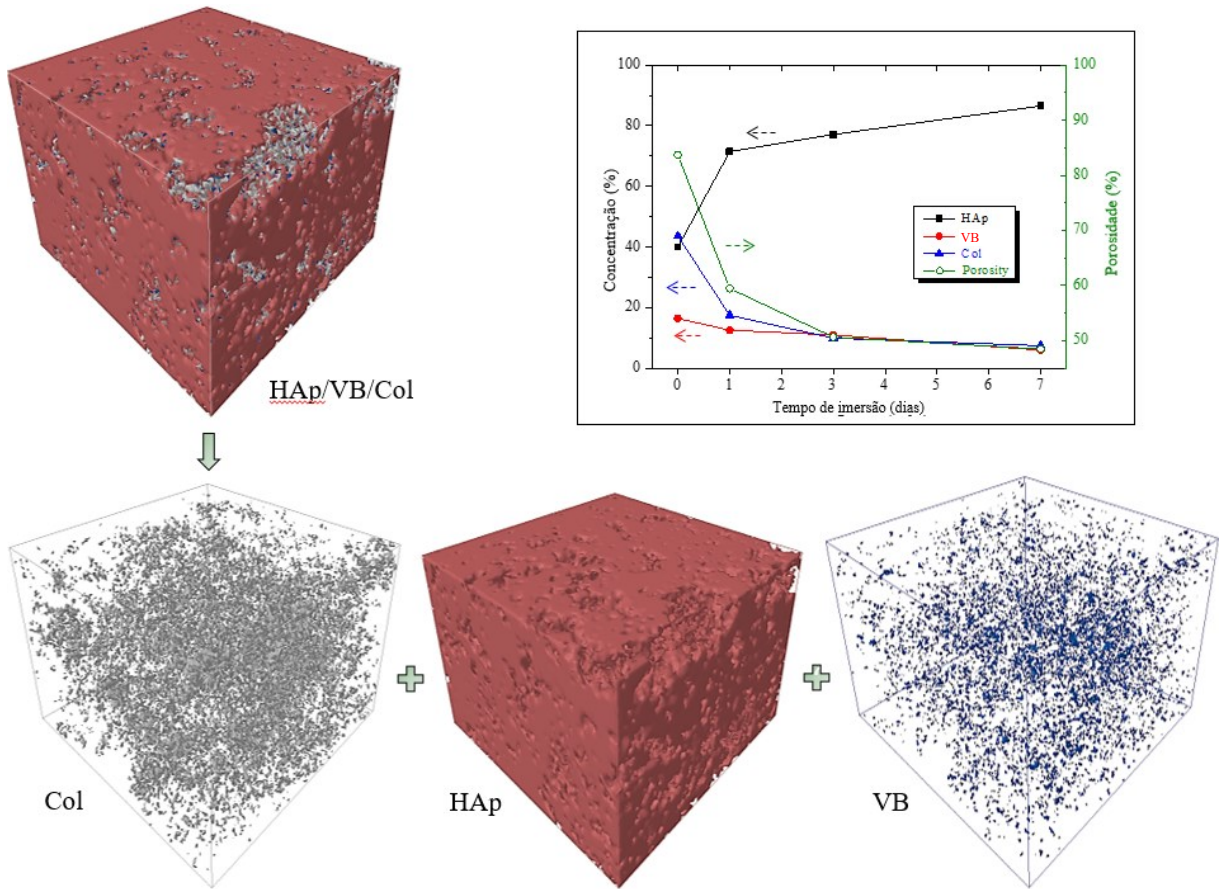 HAp/VB/Col
100
80
60
40
20
0
Concentração (%)
100
90
80
70
60
50
Porosidade (%)
HAp
VB
Col
Porosity
0 1 2 3 4 5 6 7
Tempo de imersão (dias)
Col
HAp
VB